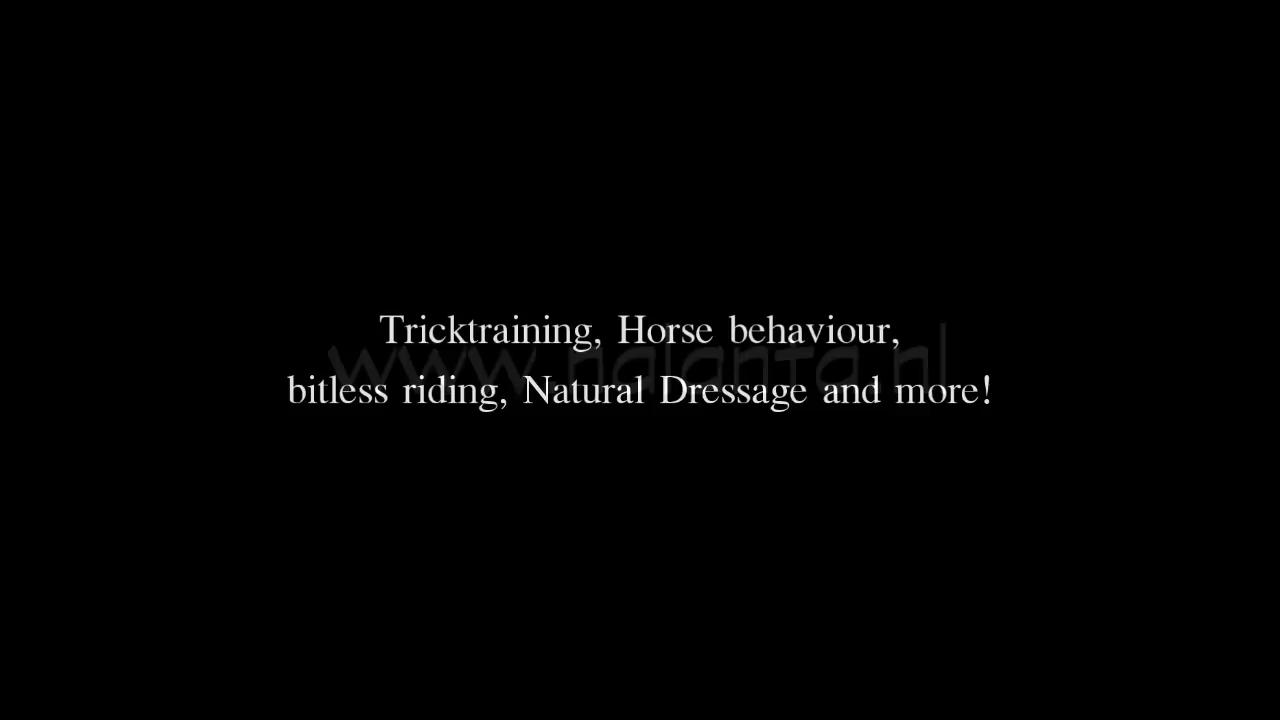 Tricktraining, Horse behaviour,
bitless riding, Natural Dressage and more!